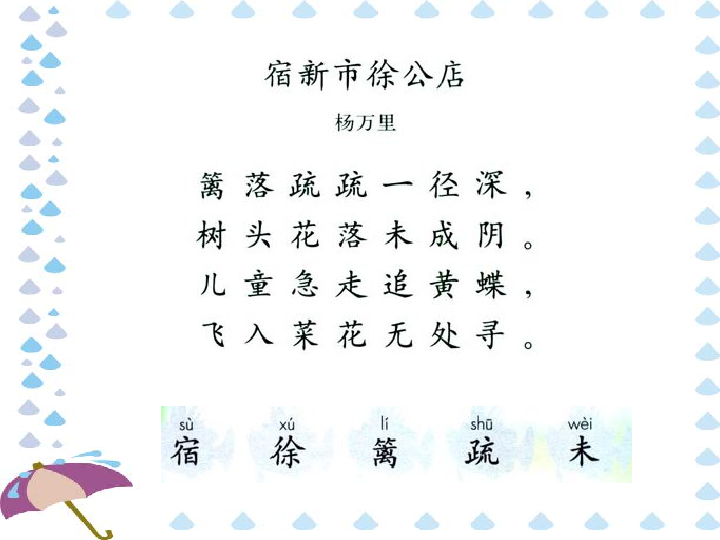 宿新市徐公店
杨万里
篱落疏疏一径深，
树头花落未成阴。
儿童急走追黄蝶，
飞入菜花无处寻。
sù xú lí shū wèi
宿 徐 篱 疏 未